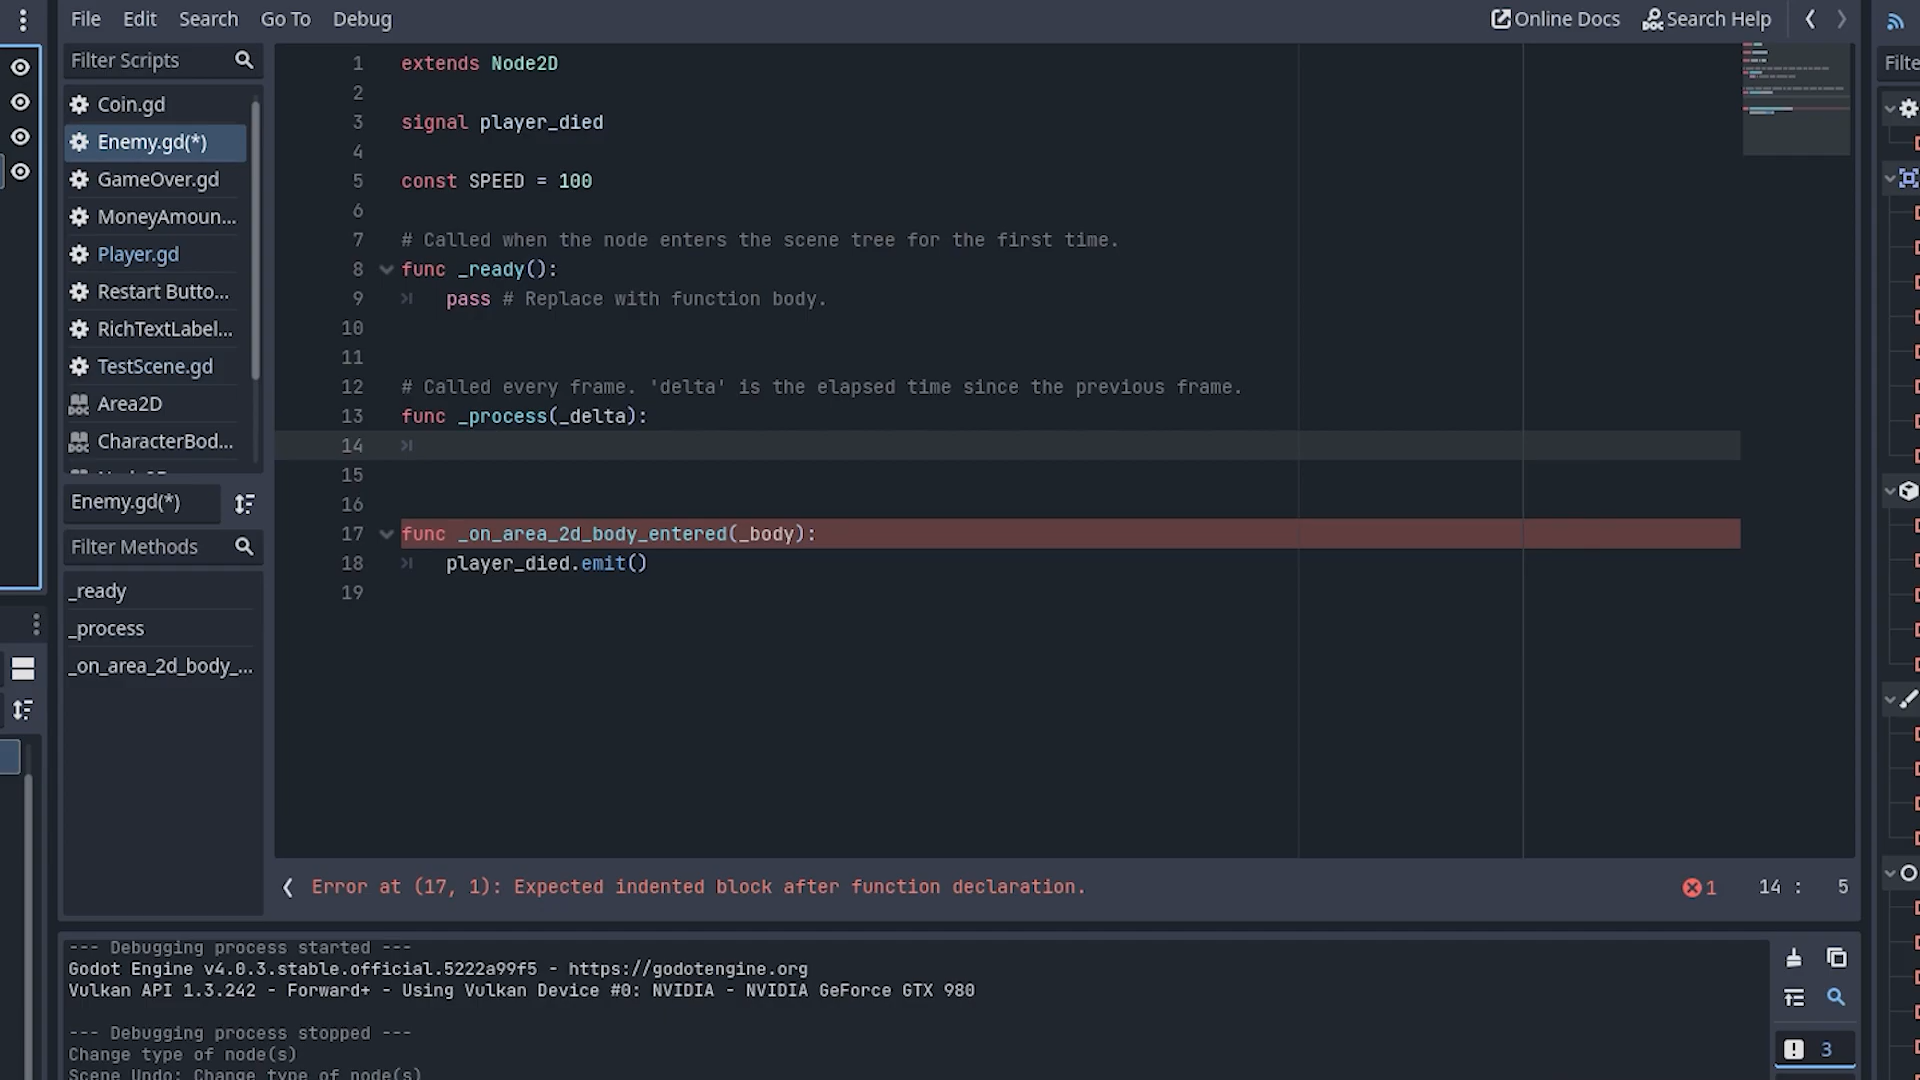 File Edit Search Go To Debug Online Docs Search Help
Filter Scripts
Coin.gd
Enemy.gd(*)
GameOver.gd
MoneyAmoun...
Player.gd
Restart Butto...
RichTextLabel...
TestScene.gd
Area2D
CharacterBod...
Enemy.gd(*)
Filter Methods
_ready
_process
_on_area_2d_body_...
1 extends Node2D
2
3 signal player_died
4
5 const SPEED = 100
6
7 # Called when the node enters the scene tree for the first time.
8 func _ready():
9 pass # Replace with function body.
10
11
12 # Called every frame. 'delta' is the elapsed time since the previous frame.
13 func _process(_delta):
14
15
16
17 func _on_area_2d_body_entered(_body):
18 player_died.emit()
19
Error at (17, 1): Expected indented block after function declaration.
1 14 : 5
--- Debugging process started ---
Godot Engine v4.0.3.stable.official.5222a99f5 - https://godotengine.org
Vulkan API 1.3.242 - Forward+ - Using Vulkan Device #0: NVIDIA - NVIDIA GeForce GTX 980
--- Debugging process stopped ---
Change type of node(s)
Scene Undo: Change type of node(s)
3
Filte